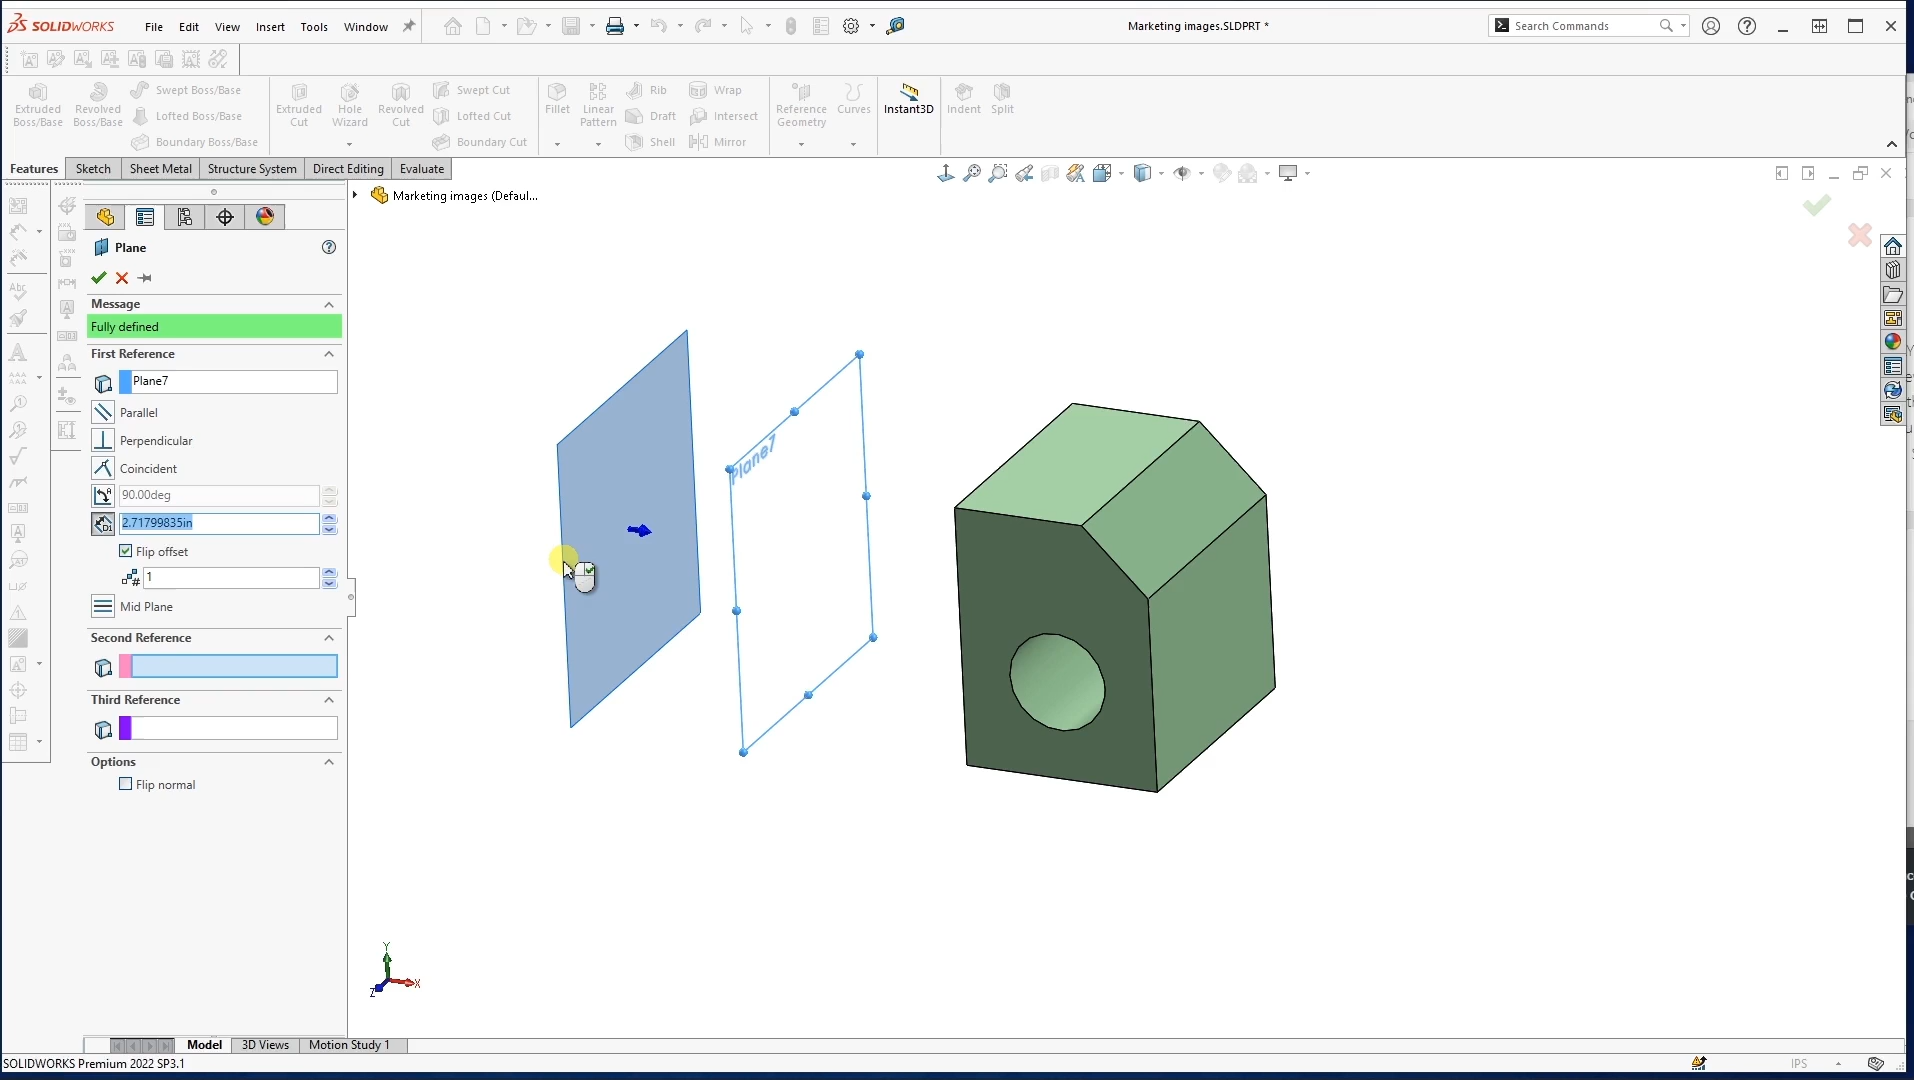 SOLIDWORKS File Edit View Insert Tools Window Marketing images.SLDPRT * Search Commands
Extruded Boss/Base
Revolved Boss/Base
Swept Boss/Base
Lofted Boss/Base
Boundary Boss/Base
Extruded Cut
Hole Wizard
Revolved Cut
Swept Cut
Lofted Cut
Boundary Cut
Fillet
Linear Pattern
Rib
Draft
Shell
Wrap
Intersect
Mirror
Reference Geometry
Curves
Instant3D
Indent
Split
Features Sketch Sheet Metal Structure System Direct Editing Evaluate
Marketing images (Defaul...
Plane
Message
Fully defined
First Reference
Plane7
Parallel
Perpendicular
Coincident
90.00deg
2.71799835in
Flip offset
1
Mid Plane
Second Reference
Third Reference
Options
Flip normal
Plane7
Y
X
Z
Model 3D Views Motion Study 1
SOLIDWORKS Premium 2022 SP3.1 IPS